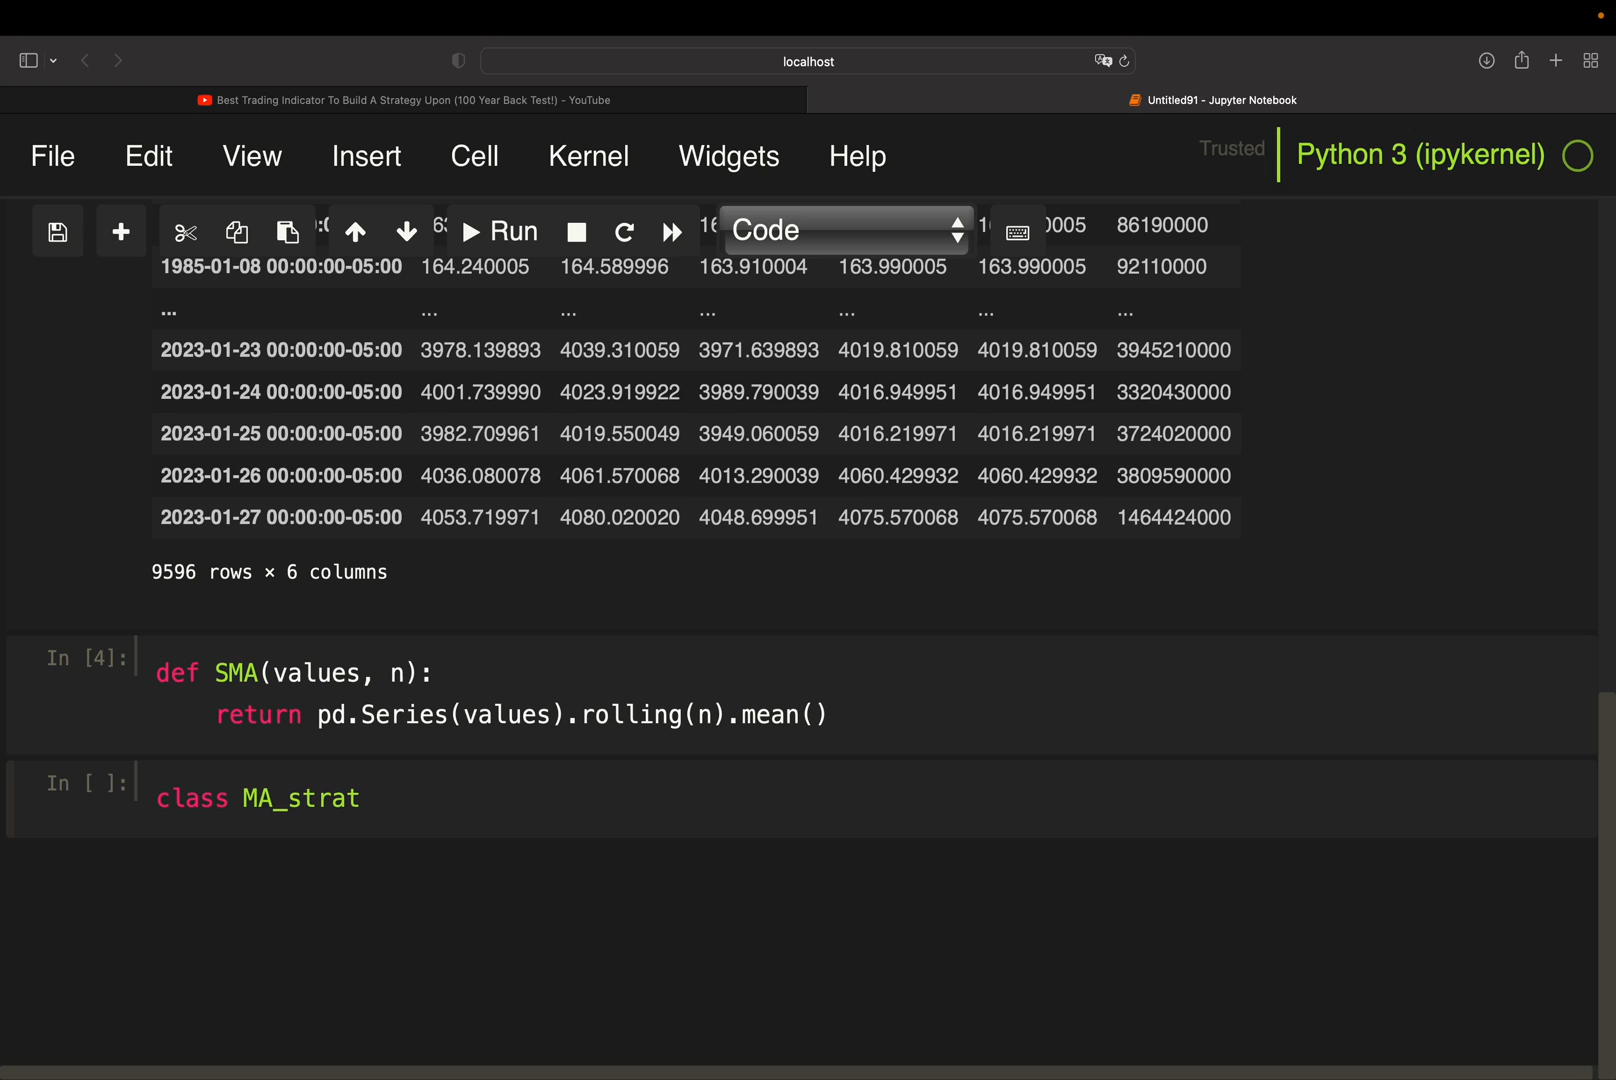 localhost
Best Trading Indicator To Build A Strategy Upon (100 Year Back Test!) - YouTube
Untitled91 - Jupyter Notebook
File Edit View Insert Cell Kernel Widgets Help
Trusted
Python 3 (ipykernel)
Run
Code
86190000
1985-01-08 00:00:00-05:00 164.240005 164.589996 163.910004 163.990005 163.990005 92110000
... ... ... ... ... ... ...
2023-01-23 00:00:00-05:00 3978.139893 4039.310059 3971.639893 4019.810059 4019.810059 3945210000
2023-01-24 00:00:00-05:00 4001.739990 4023.919922 3989.790039 4016.949951 4016.949951 3320430000
2023-01-25 00:00:00-05:00 3982.709961 4019.550049 3949.060059 4016.219971 4016.219971 3724020000
2023-01-26 00:00:00-05:00 4036.080078 4061.570068 4013.290039 4060.429932 4060.429932 3809590000
2023-01-27 00:00:00-05:00 4053.719971 4080.020020 4048.699951 4075.570068 4075.570068 1464424000
9596 rows × 6 columns
In [4]:
def SMA(values, n):
    return pd.Series(values).rolling(n).mean()
In [ ]:
class MA_strat